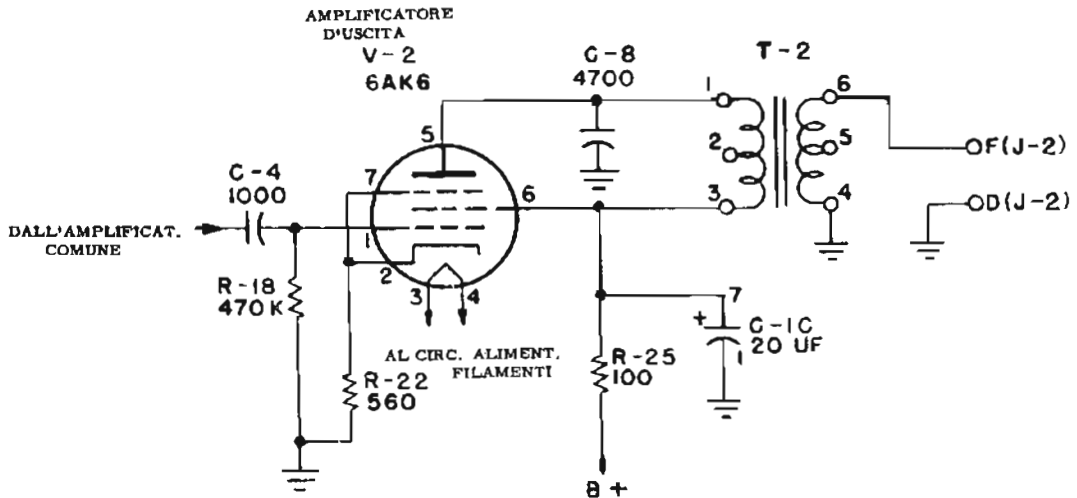 AMPLIFICATORE
D'USCITA
V-2
6AK6
C-8
4700
T-2
5
1
6
2
5
F(J-2)
C-4
1000
7
6
3
4
D(J-2)
DALL'AMPLIFICAT.
COMUNE
1
2
R-18
470K
3
4
7
+
C-1C
20 UF
1
AL CIRC. ALIMENT.
FILAMENTI
R-25
100
R-22
560
B+